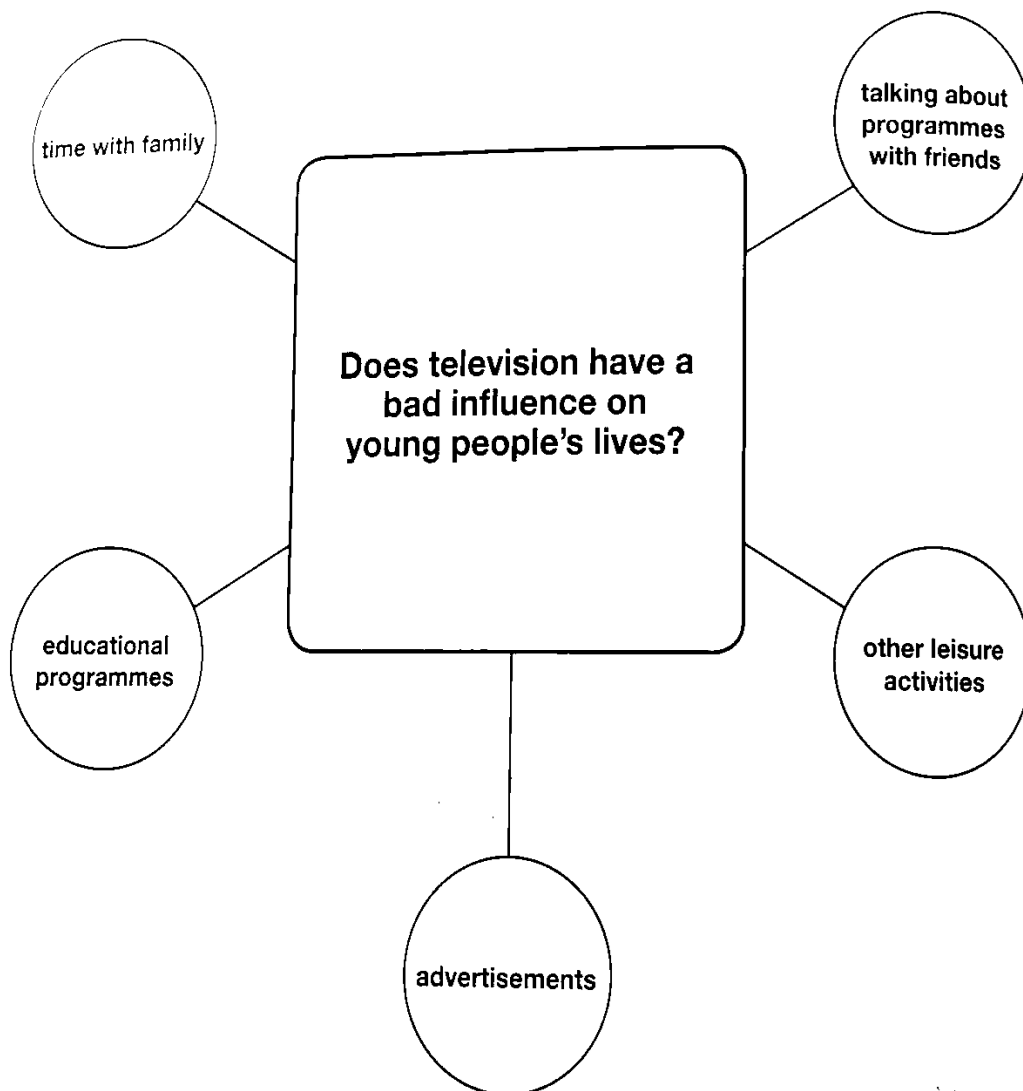 time with family
talking about
programmes
with friends
Does television have a
bad influence on
young people's lives?
educational
programmes
other leisure
activities
advertisements